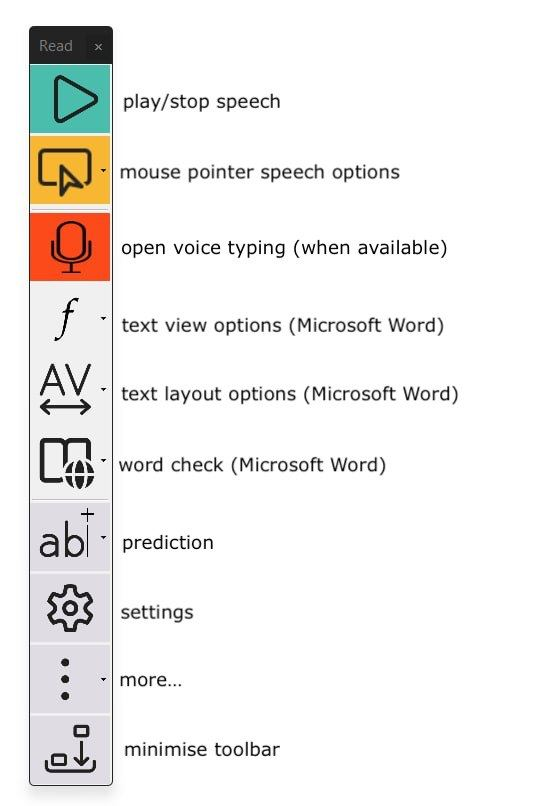 Read ×
play/stop speech
mouse pointer speech options
open voice typing (when available)
f
text view options (Microsoft Word)
AV
text layout options (Microsoft Word)
word check (Microsoft Word)
ab
prediction
settings
more...
minimise toolbar